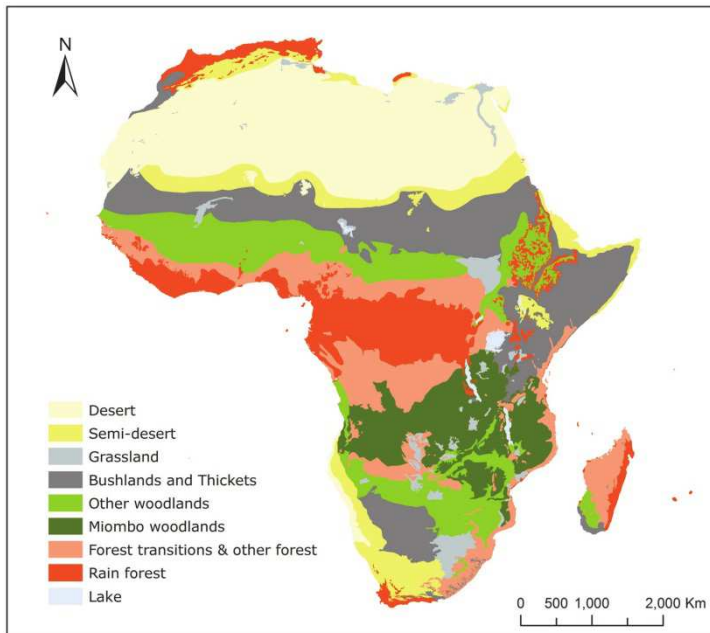 N
Desert
Semi-desert
Grassland
Bushlands and Thickets
Other woodlands
Miombo woodlands
Forest transitions & other forest
Rain forest
Lake
0 500 1,000 2,000 Km